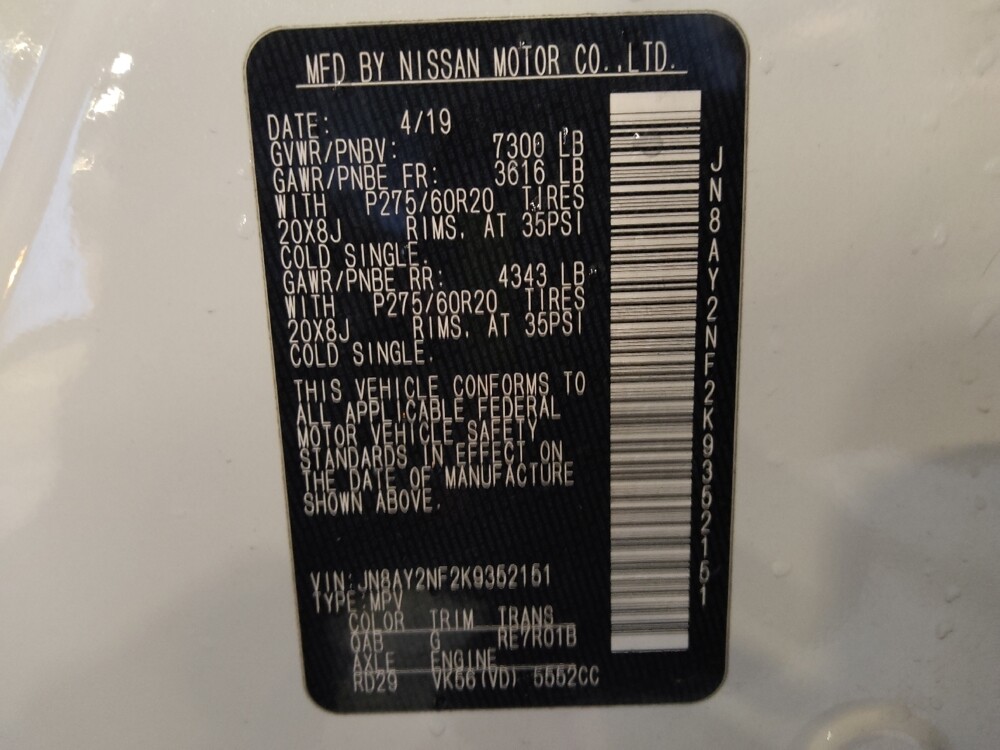 MFD BY NISSAN MOTOR CO.,LTD.
DATE: 4/19
GVWR/PNBV: 7300 LB
GAWR/PNBE FR: 3616 LB
WITH P275/60R20 TIRES
20X8J RIMS, AT 35PSI
COLD SINGLE.
GAWR/PNBE RR: 4343 LB
WITH P275/60R20 TIRES
20X8J RIMS, AT 35PSI
COLD SINGLE.
THIS VEHICLE CONFORMS TO
ALL APPLICABLE FEDERAL
MOTOR VEHICLE SAFETY
STANDARDS IN EFFECT ON
THE DATE OF MANUFACTURE
SHOWN ABOVE.
VIN:JN8AY2NF2K9352151
TYPE:MPV
COLOR TRIM TRANS
QAB G RE7R01B
AXLE ENGINE
RD29 VK56(VD) 5552CC
JN8AY2NF2K9352151